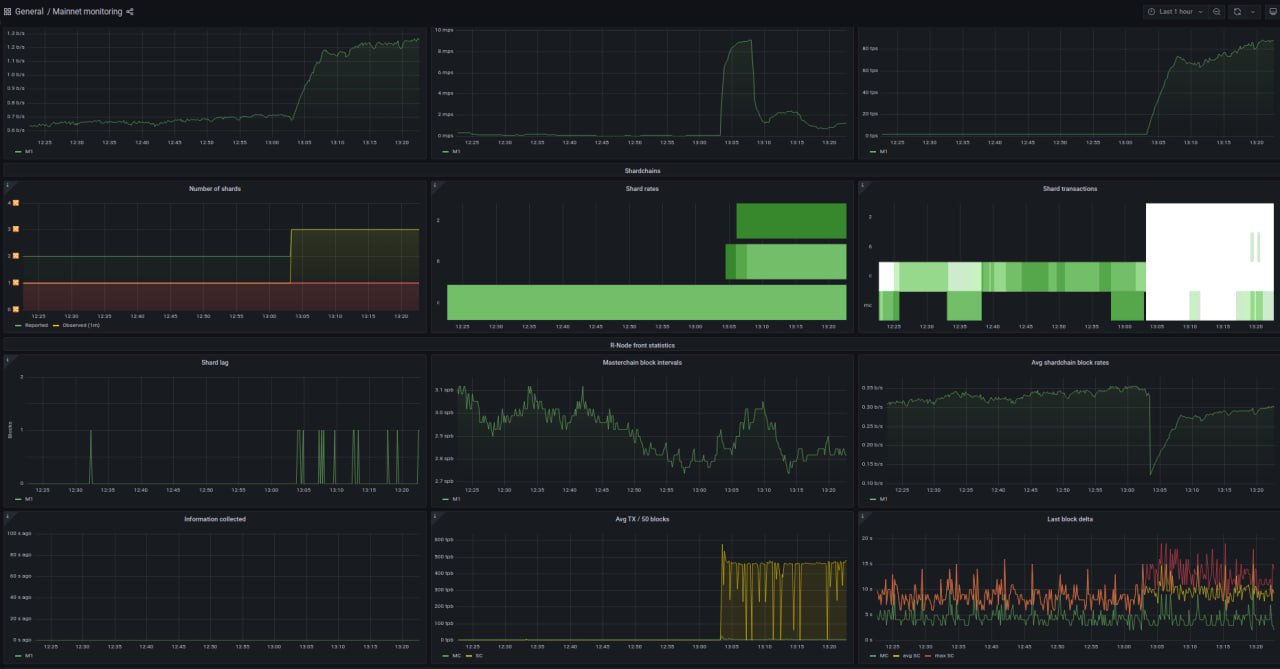 General / Mainnet monitoring
Last 1 hour
1.3 b/s
1.2 b/s
1.1 b/s
1.0 b/s
0.9 b/s
0.8 b/s
0.7 b/s
0.6 b/s
12:25 12:30 12:35 12:40 12:45 12:50 12:55 13:00 13:05 13:10 13:15 13:20
M1
10 mps
8 mps
6 mps
4 mps
2 mps
0 mps
12:25 12:30 12:35 12:40 12:45 12:50 12:55 13:00 13:05 13:10 13:15 13:20
M1
80 tps
60 tps
40 tps
20 tps
0 tps
12:25 12:30 12:35 12:40 12:45 12:50 12:55 13:00 13:05 13:10 13:15 13:20
M1
Shardchains
Number of shards
4
3
2
1
0
12:25 12:30 12:35 12:40 12:45 12:50 12:55 13:00 13:05 13:10 13:15 13:20
Reported Observed (1m)
Shard rates
2
6
c
12:25 12:30 12:35 12:40 12:45 12:50 12:55 13:00 13:05 13:10 13:15 13:20
Shard transactions
2
6
c
mc
12:25 12:30 12:35 12:40 12:45 12:50 12:55 13:00 13:05 13:10 13:15 13:20
R-Node front statistics
Shard lag
Blocks
2
1
0
12:25 12:30 12:35 12:40 12:45 12:50 12:55 13:00 13:05 13:10 13:15 13:20
M1
Masterchain block intervals
3.1 spb
3.0 spb
2.9 spb
2.8 spb
2.7 spb
12:25 12:30 12:35 12:40 12:45 12:50 12:55 13:00 13:05 13:10 13:15 13:20
M1
Avg shardchain block rates
0.35 b/s
0.30 b/s
0.25 b/s
0.20 b/s
0.15 b/s
0.10 b/s
12:25 12:30 12:35 12:40 12:45 12:50 12:55 13:00 13:05 13:10 13:15 13:20
M1
Information collected
100 s ago
80 s ago
60 s ago
40 s ago
20 s ago
0 s ago
12:25 12:30 12:35 12:40 12:45 12:50 12:55 13:00 13:05 13:10 13:15 13:20
M1
Avg TX / 50 blocks
600 tpb
500 tpb
400 tpb
300 tpb
200 tpb
100 tpb
0 tpb
12:25 12:30 12:35 12:40 12:45 12:50 12:55 13:00 13:05 13:10 13:15 13:20
MC SC
Last block delta
20 s
15 s
10 s
5 s
0 s
12:25 12:30 12:35 12:40 12:45 12:50 12:55 13:00 13:05 13:10 13:15 13:20
MC avg SC max SC